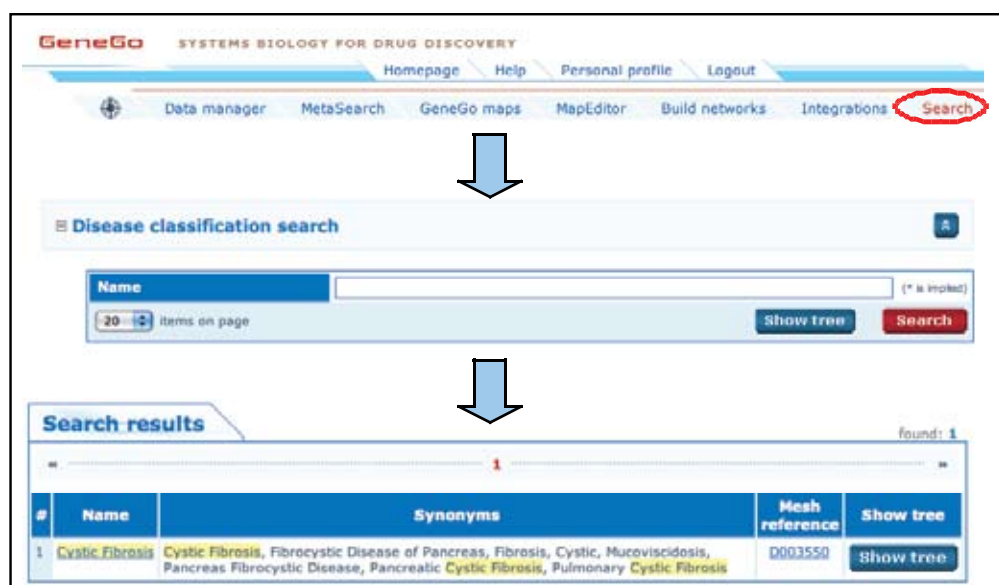 GeneGo SYSTEMS BIOLOGY FOR DRUG DISCOVERY
Homepage Help Personal profile Logout
Data manager MetaSearch GeneGo maps MapEditor Build networks Integrations Search
Disease classification search
Name (* is implied)
20 items on page Show tree Search
Search results
found: 1
« 1 »
# Name Synonyms Mesh reference Show tree
1 Cystic Fibrosis Cystic Fibrosis, Fibrocystic Disease of Pancreas, Fibrosis, Cystic, Mucoviscidosis, D003550 Show tree
Pancreas Fibrocystic Disease, Pancreatic Cystic Fibrosis, Pulmonary Cystic Fibrosis